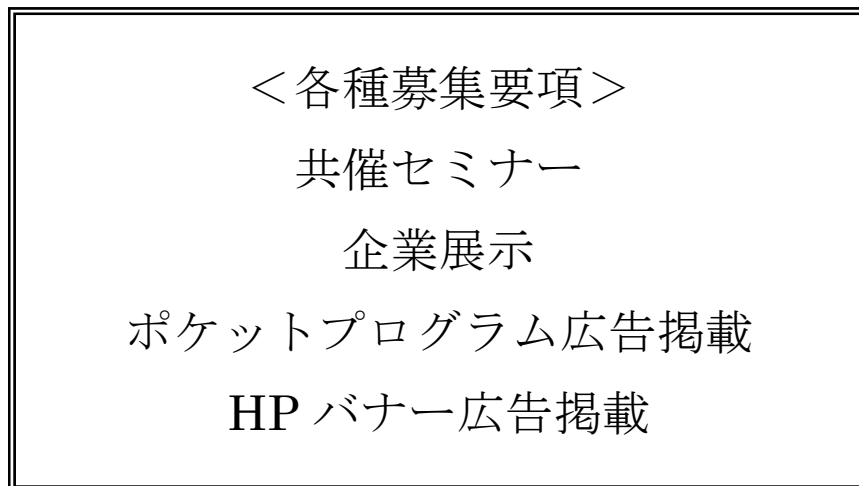 ＜各種募集要項＞
共催セミナー
企業展示
ポケットプログラム広告掲載
HP バナー広告掲載